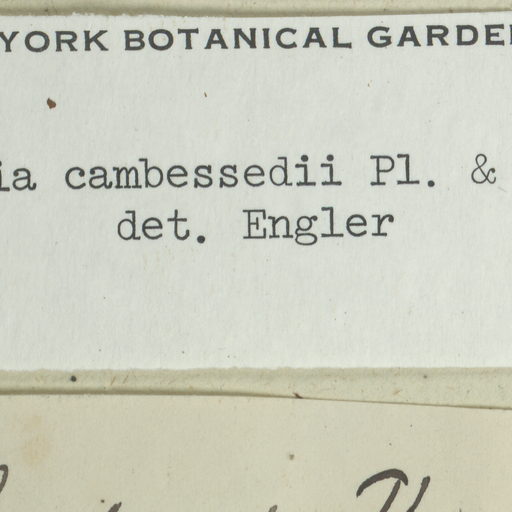 YORK BOTANICAL GARDE
ia cambessedii Pl. &
det. Engler